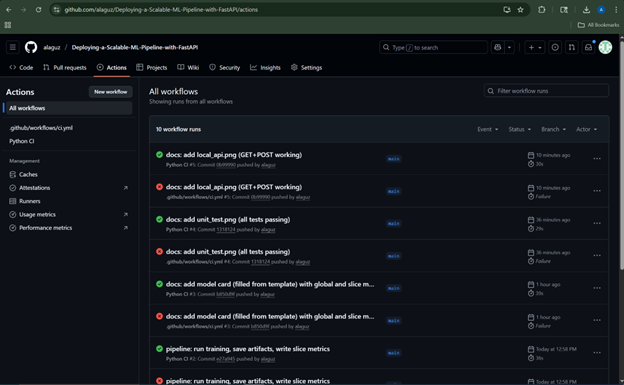 github.com/alaguz/Deploying-a-Scalable-ML-Pipeline-with-FastAPI/actions
All Bookmarks
alaguz / Deploying-a-Scalable-ML-Pipeline-with-FastAPI
Type / to search
Code Pull requests Actions Projects Wiki Security Insights Settings
Actions
New workflow
All workflows
.github/workflows/ci.yml
Python CI
Management
Caches
Attestations
Runners
Usage metrics
Performance metrics
All workflows
Showing runs from all workflows
Filter workflow runs
10 workflow runs
Event Status Branch Actor
docs: add local_api.png (GET+POST working)
Python CI #5: Commit pushed by alaguz
main
10 minutes ago
30s
docs: add local_api.png (GET+POST working)
.github/workflows/ci.yml #5: Commit pushed by alaguz
main
10 minutes ago
Failure
docs: add unit_test.png (all tests passing)
Python CI #4: Commit 1318124 pushed by alaguz
main
36 minutes ago
29s
docs: add unit_test.png (all tests passing)
.github/workflows/ci.yml #4: Commit 1318124 pushed by alaguz
main
36 minutes ago
Failure
docs: add model card (filled from template) with global and slice m...
Python CI #3: Commit b850d9f pushed by alaguz
main
1 hour ago
39s
docs: add model card (filled from template) with global and slice m...
.github/workflows/ci.yml #3: Commit b850d9f pushed by alaguz
main
1 hour ago
Failure
pipeline: run training, save artifacts, write slice metrics
Python CI #2: Commit pushed by alaguz
main
Today at 12:58 PM
36s
pipeline: run training, save artifacts, write slice metrics
Today at 12:58 PM